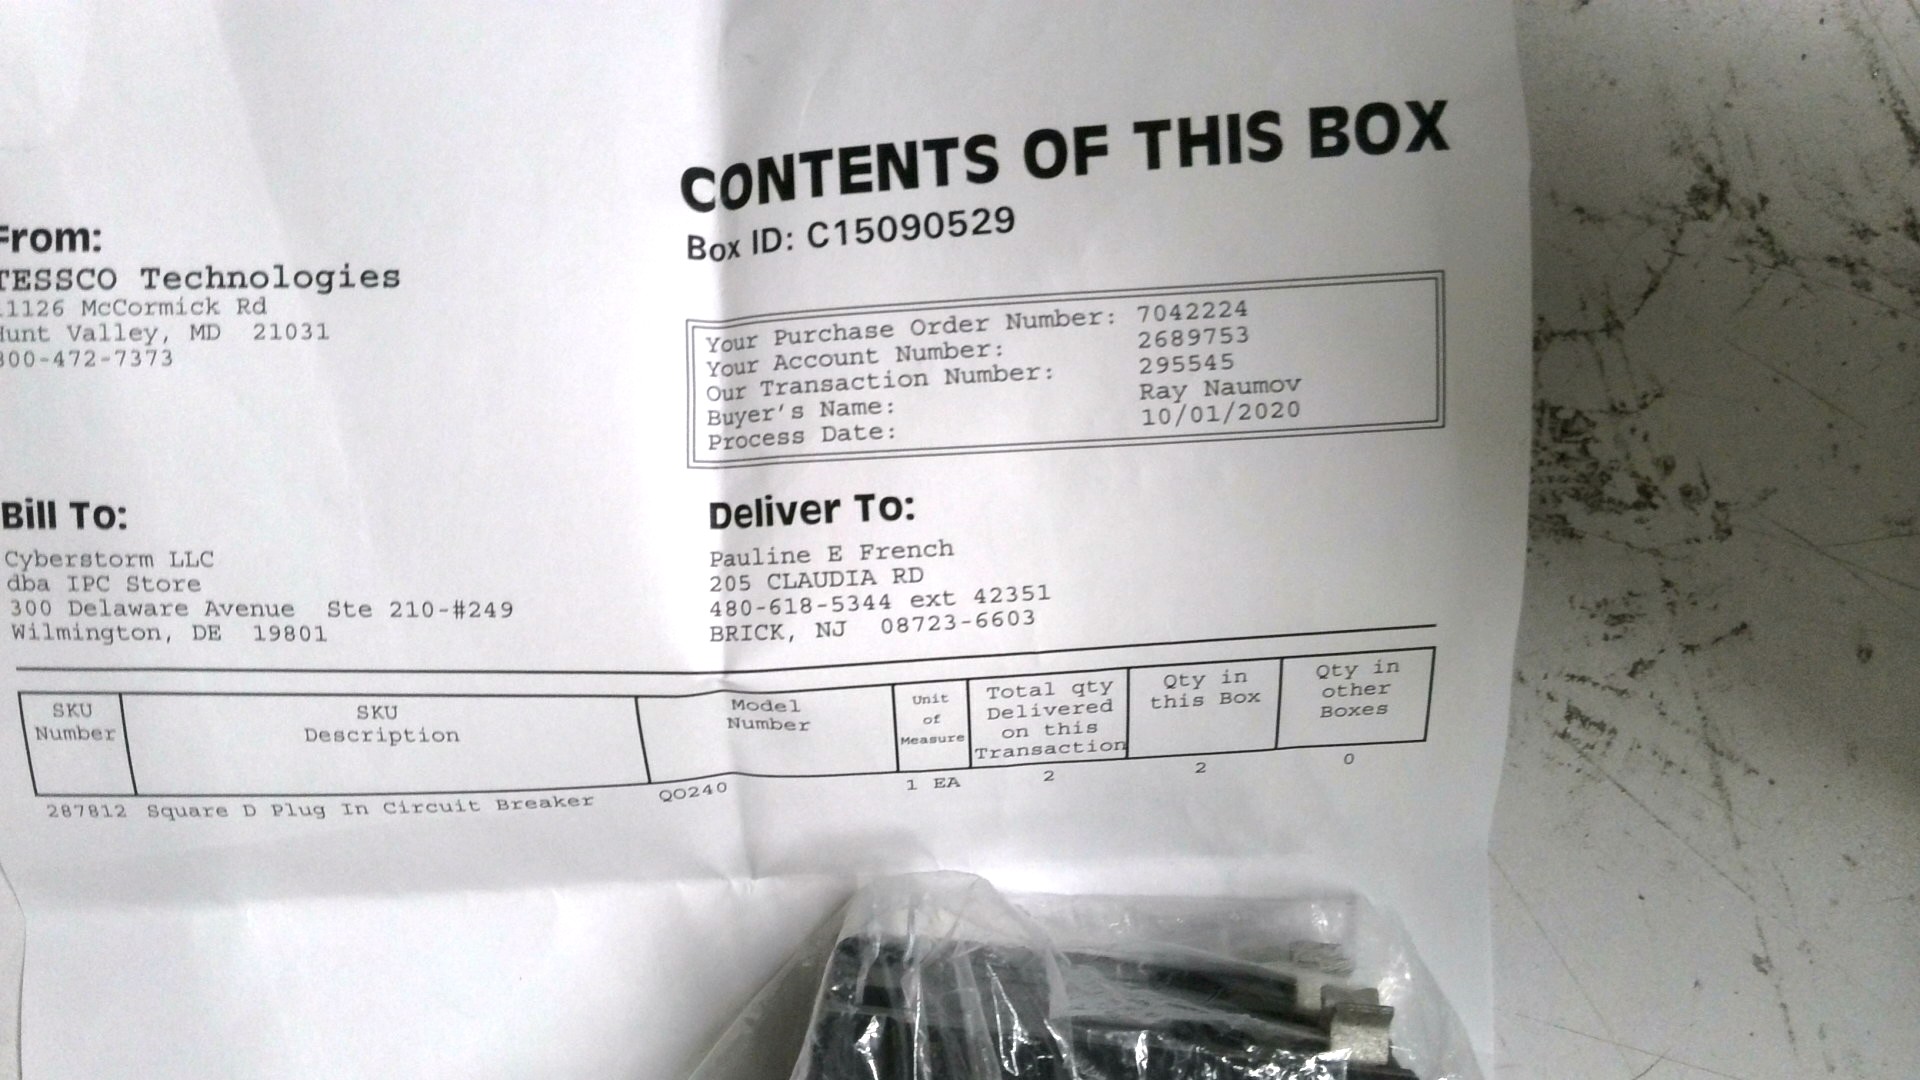 CONTENTS OF THIS BOX
Box ID: C15090529
From:
TESSCO Technologies
11126 McCormick Rd
Hunt Valley, MD 21031
800-472-7373
Your Purchase Order Number: 7042224
Your Account Number: 2689753
Our Transaction Number: 295545
Buyer's Name: Ray Naumov
Process Date: 10/01/2020
Bill To:
Cyberstorm LLC
dba IPC Store
300 Delaware Avenue Ste 210-#249
Wilmington, DE 19801
Deliver To:
Pauline E French
205 CLAUDIA RD
480-618-5344 ext 42351
BRICK, NJ 08723-6603
SKU
Number
SKU
Description
Model
Number
Unit
of
Measure
Total qty
Delivered
on this
Transaction
Qty in
this Box
Qty in
other
Boxes
287812 Square D Plug In Circuit Breaker QO240 1 EA 2 2 0